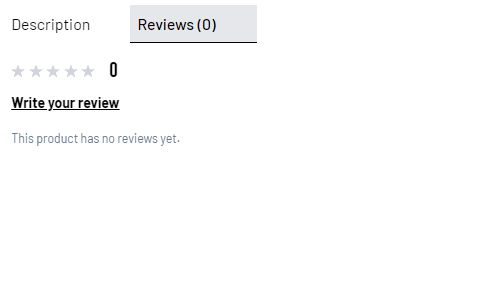 Description
Reviews (0)
0
Write your review
This product has no reviews yet.